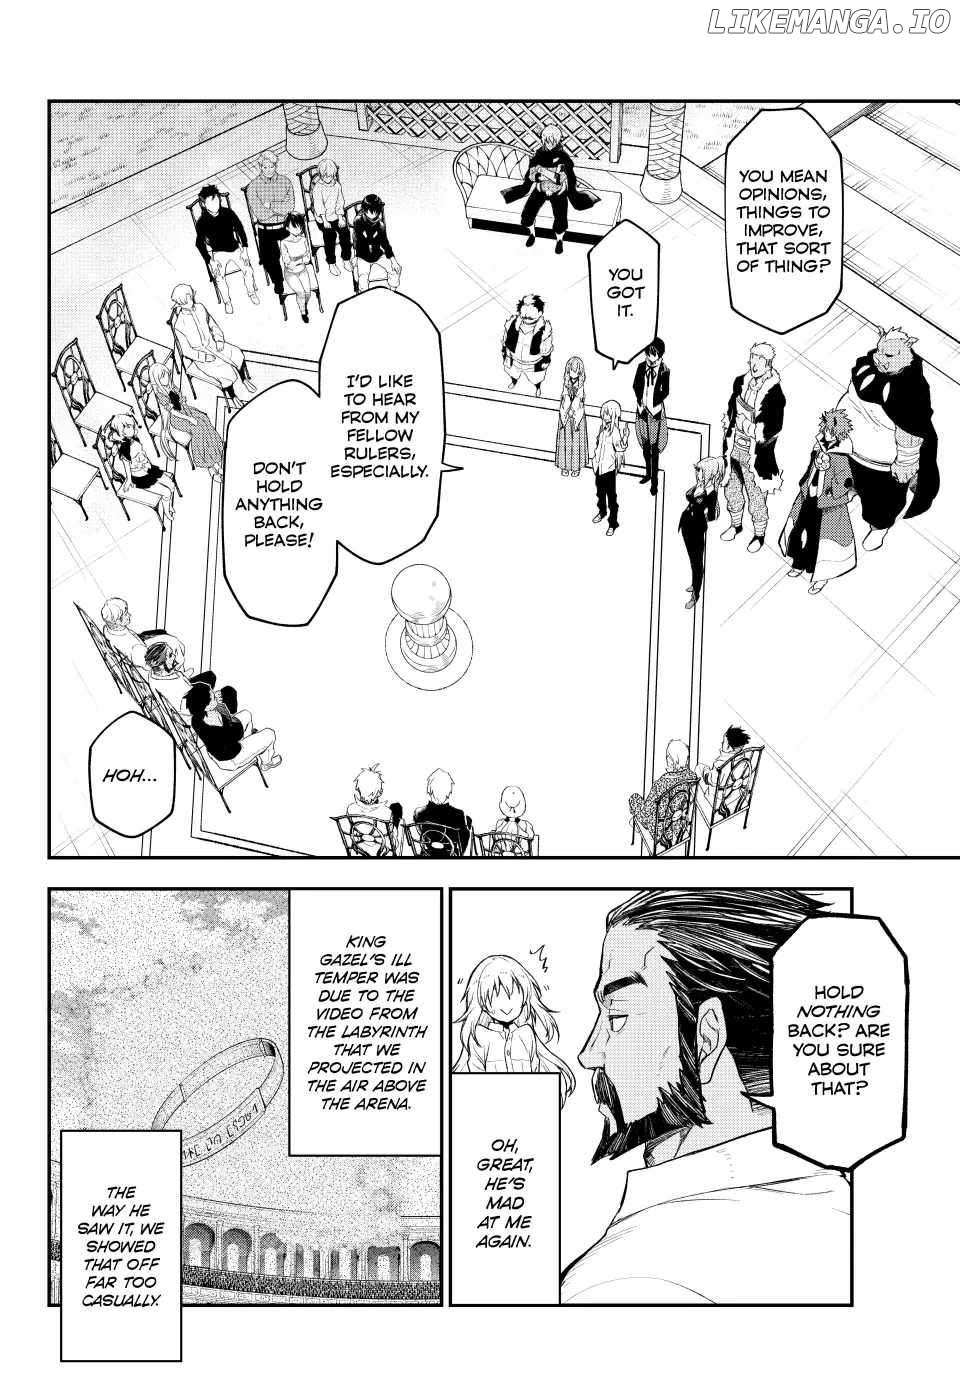 LIKEMANGA.IO
YOU MEAN
OPINIONS,
THINGS TO
IMPROVE,
THAT SORT
OF THING?
YOU
GOT
IT.
I'D LIKE
TO HEAR
FROM MY
FELLOW
RULERS,
ESPECIALLY.
DON'T
HOLD
ANYTHING
BACK,
PLEASE!
HOH...
HOLD
NOTHING
BACK? ARE
YOU SURE
ABOUT
THAT?
OH,
GREAT,
HE'S
MAD
AT ME
AGAIN.
KING
GAZEL'S ILL
TEMPER WAS
DUE TO THE
VIDEO FROM
THE LABYRINTH
THAT WE
PROJECTED IN
THE AIR ABOVE
THE ARENA.
THE
WAY HE
SAW IT, WE
SHOWED
THAT OFF
FAR TOO
CASUALLY.